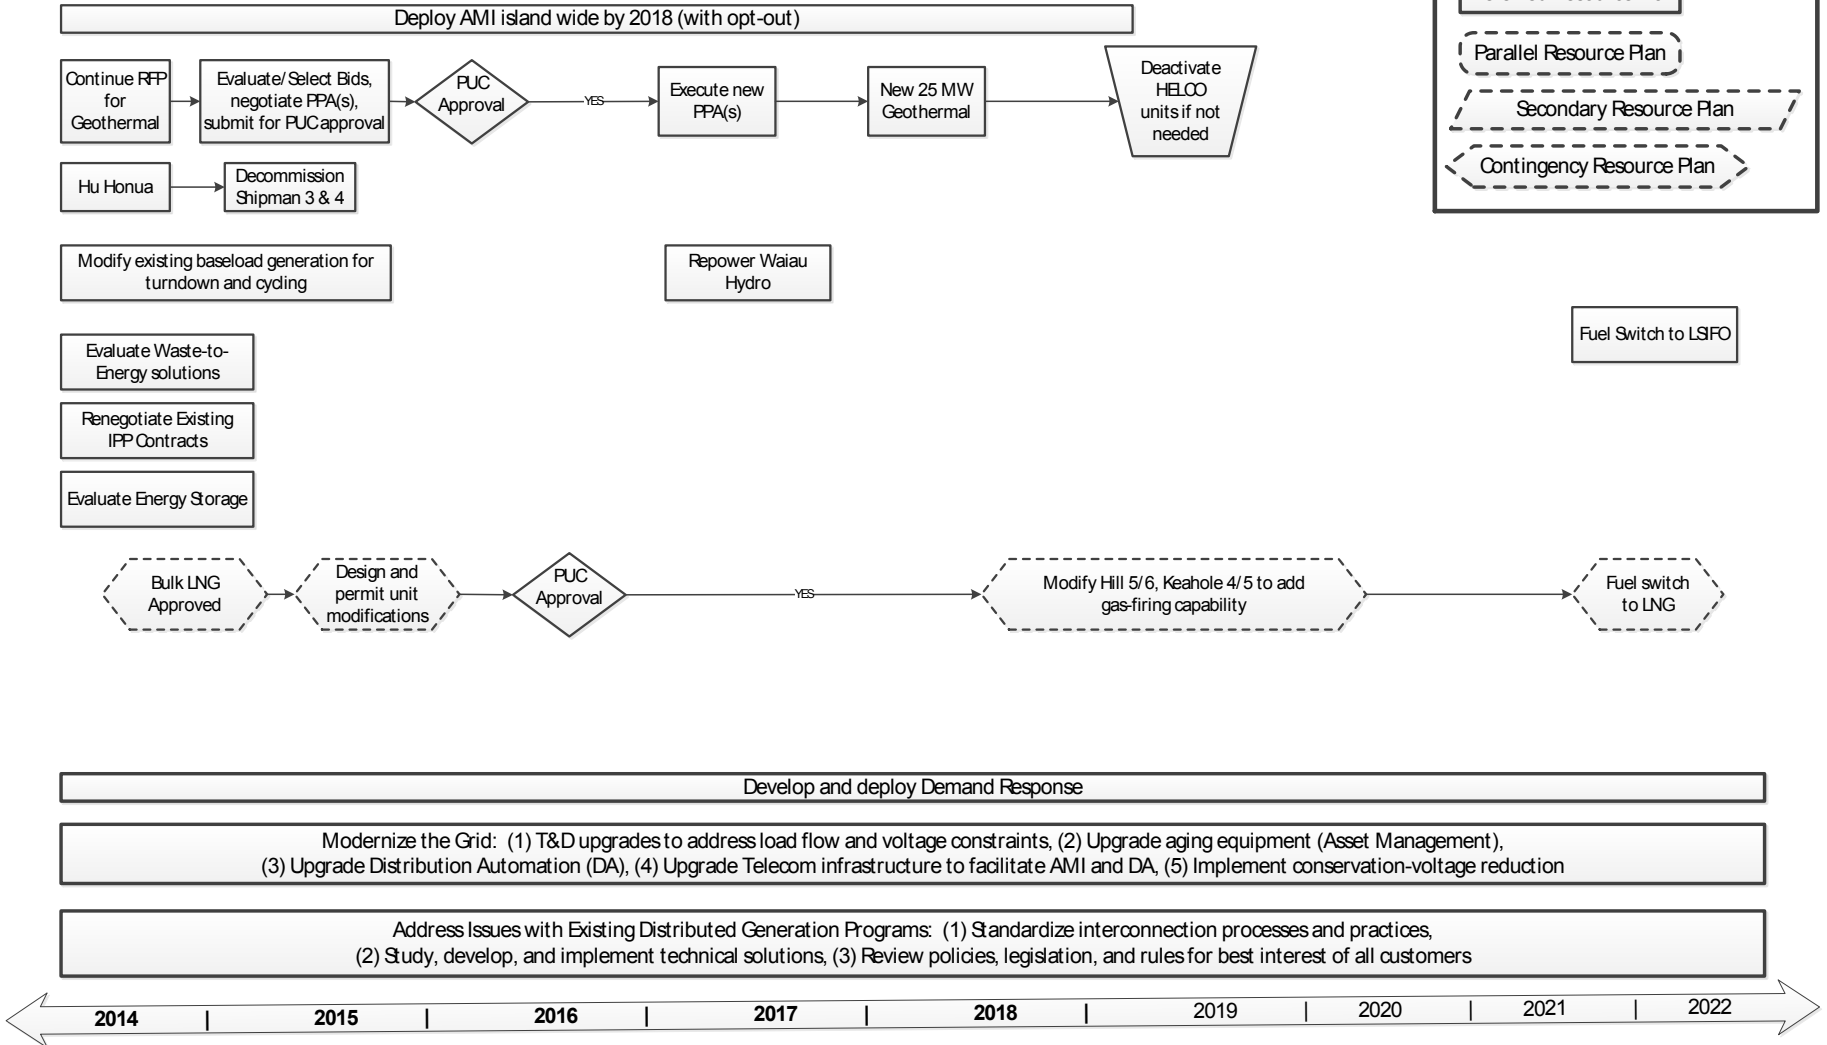 Deploy AMI island wide by 2018 (with opt-out)
Continue RFP
for
Geothermal
Evaluate/Select Bids,
negotiate PPA(s),
submit for PUC approval
PUC
Approval
YES
Execute new
PPA(s)
New 25 MW
Geothermal
Deactivate
HELCO
units if not
needed
Parallel Resource Plan
Secondary Resource Plan
Contingency Resource Plan
Hu Honua
Decommission
Shipman 3 & 4
Modify existing baseload generation for
turndown and cycling
Repower Waiau
Hydro
Fuel Switch to LSIFO
Evaluate Waste-to-
Energy solutions
Renegotiate Existing
IPP Contracts
Evaluate Energy Storage
Bulk LNG
Approved
Design and
permit unit
modifications
PUC
Approval
YES
Modify Hill 5/6, Keahole 4/5 to add
gas-firing capability
Fuel switch
to LNG
Develop and deploy Demand Response
Modernize the Grid: (1) T&D upgrades to address load flow and voltage constraints, (2) Upgrade aging equipment (Asset Management),
(3) Upgrade Distribution Automation (DA), (4) Upgrade Telecom infrastructure to facilitate AMI and DA, (5) Implement conservation-voltage reduction
Address Issues with Existing Distributed Generation Programs: (1) Standardize interconnection processes and practices,
(2) Study, develop, and implement technical solutions, (3) Review policies, legislation, and rules for best interest of all customers
2014 | 2015 | 2016 | 2017 | 2018 | 2019 | 2020 | 2021 | 2022